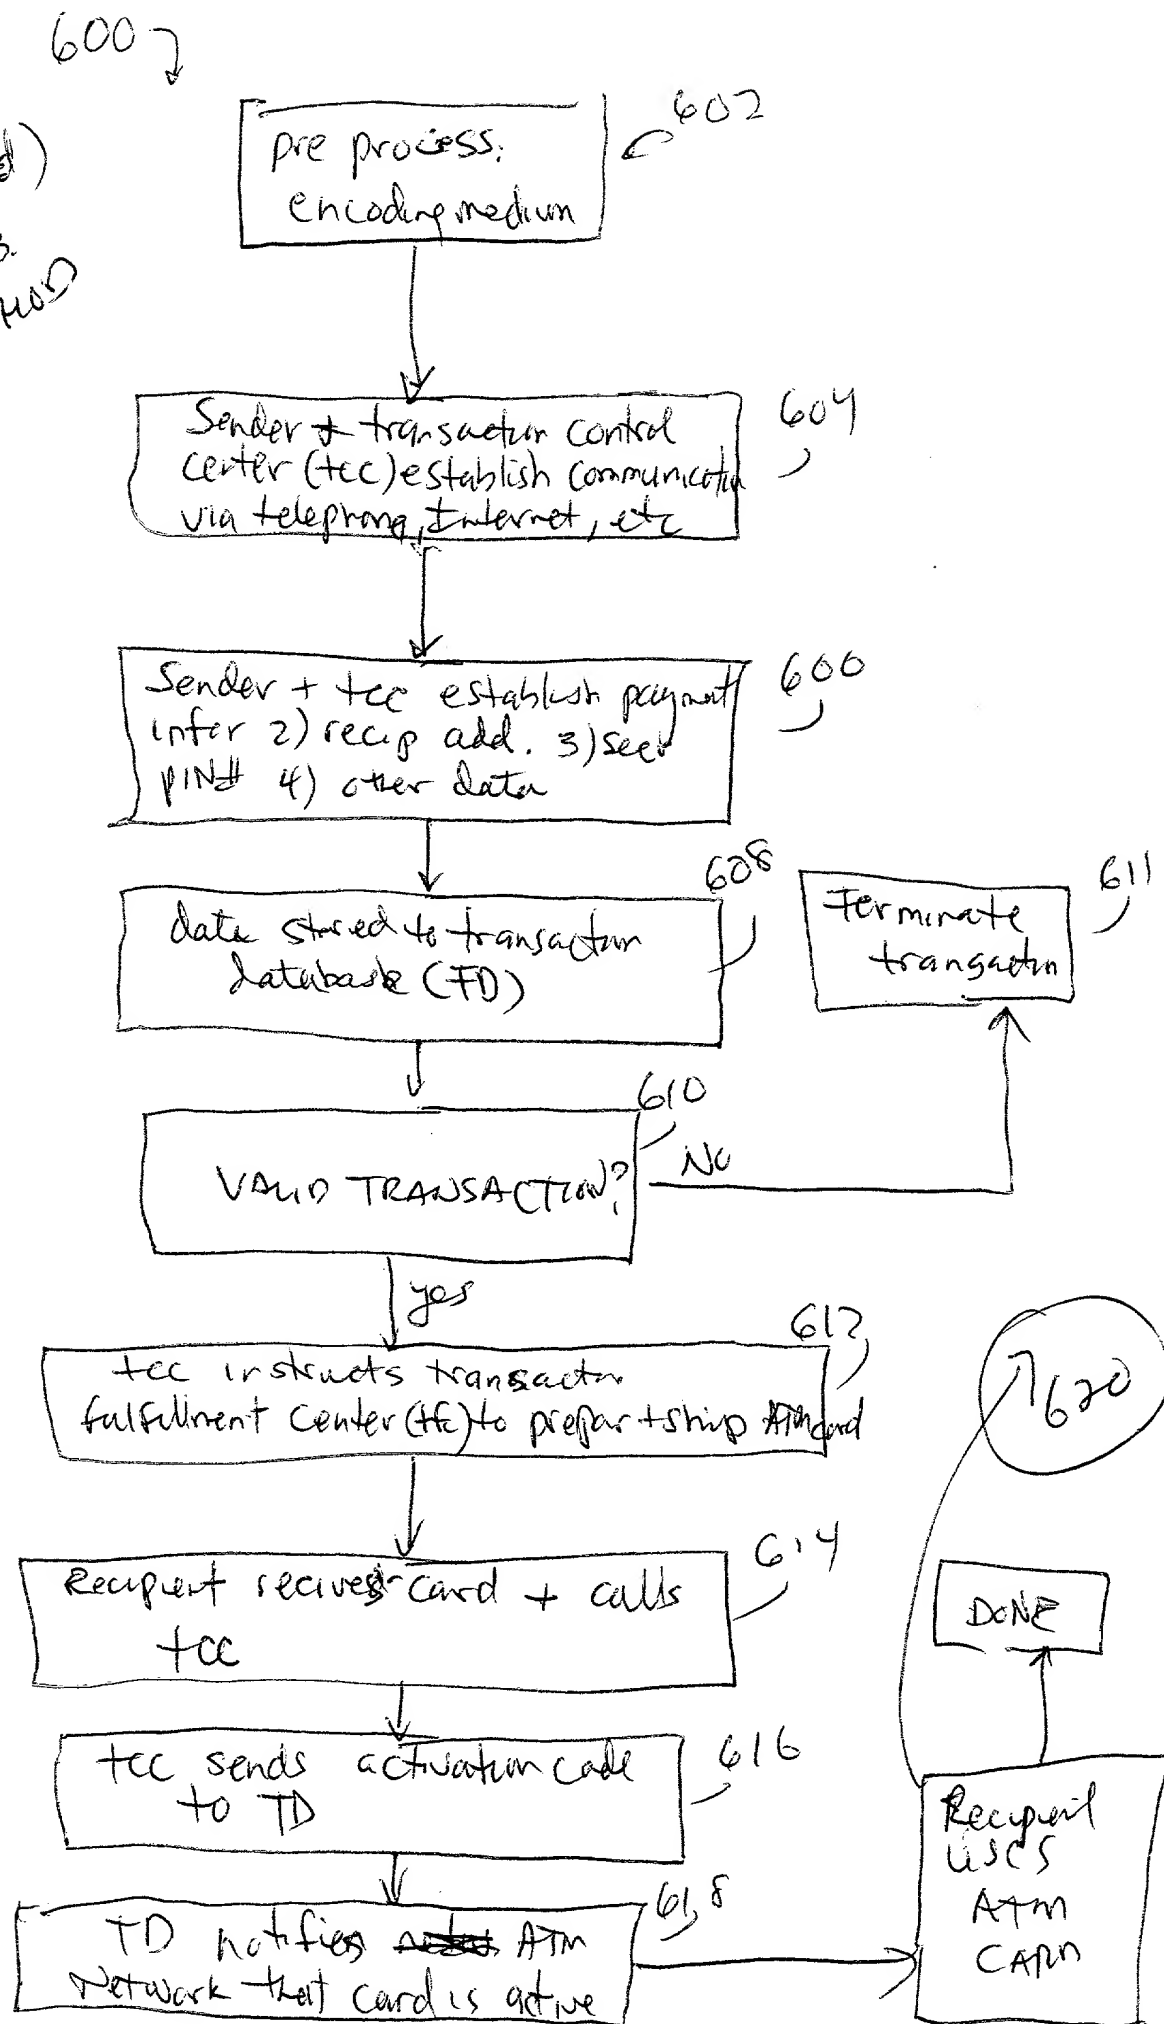 600
602
pre process:
encoding medium
3.
604
Sender + transaction control
center (tcc) establish communication
via telephone, Internet, etc
600
Sender + tcc establish payment
infor 2) recip add. 3)
PIN# 4) other data
608
data stored to transaction
database (TD)
611
Terminate
transaction
610
VALID TRANSACTION?
No
yes
612
tcc instructs transaction
fulfillment center (tfc) to prepar + ship ATM card
620
614
Recipient recives card + calls
tcc
DONE
616
tcc sends activation code
to TD
618
TD notifies ATM
Network that card is active
Recipient
uses
ATM
CARD